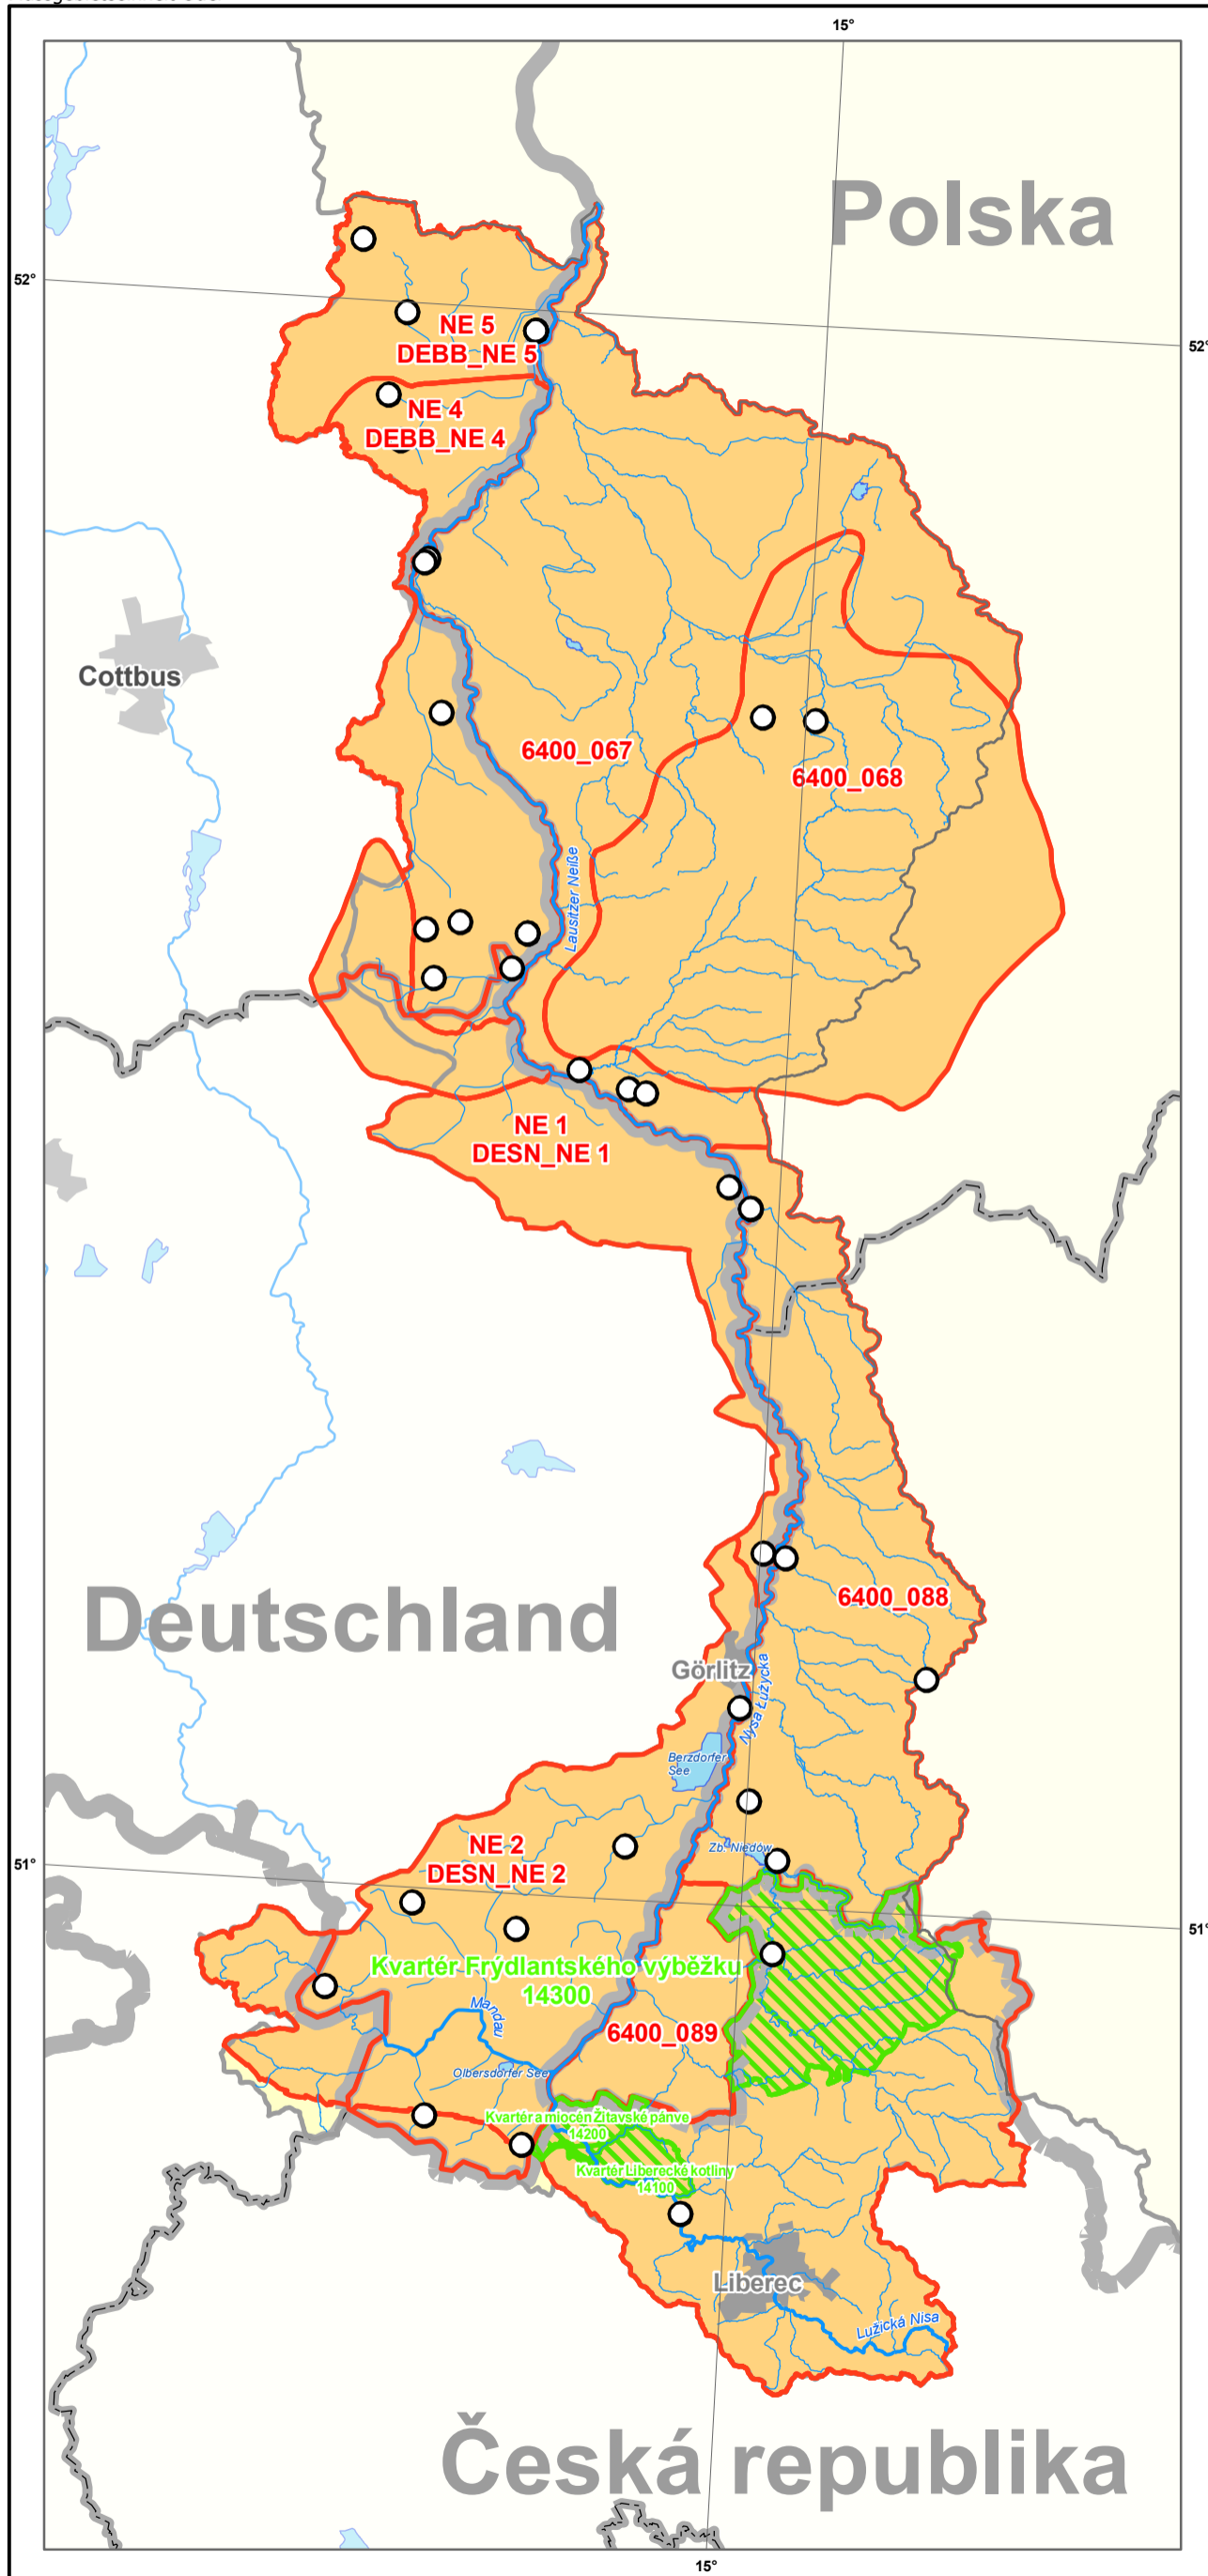 15°
Polska
52°
52°
NE 5
DEBB_NE 5
NE 4
DEBB_NE 4
Cottbus
6400_067
6400_068
Lausitzer Neiße
NE 1
DESN_NE 1
Deutschland
6400_088
Görlitz
Nysa Łużycka
Berzdorfer
See
NE 2
DESN_NE 2
Zb. Niedów
51°
51°
Kvartér Frýdlantského výběžku
14300
Mandau
6400_089
Olbersdorfer See
Kvartér a miocén Žitavské pánve
14200
Kvartér Liberecké kotliny
14100
Liberec
Lužická Nisa
Česká republika
15°